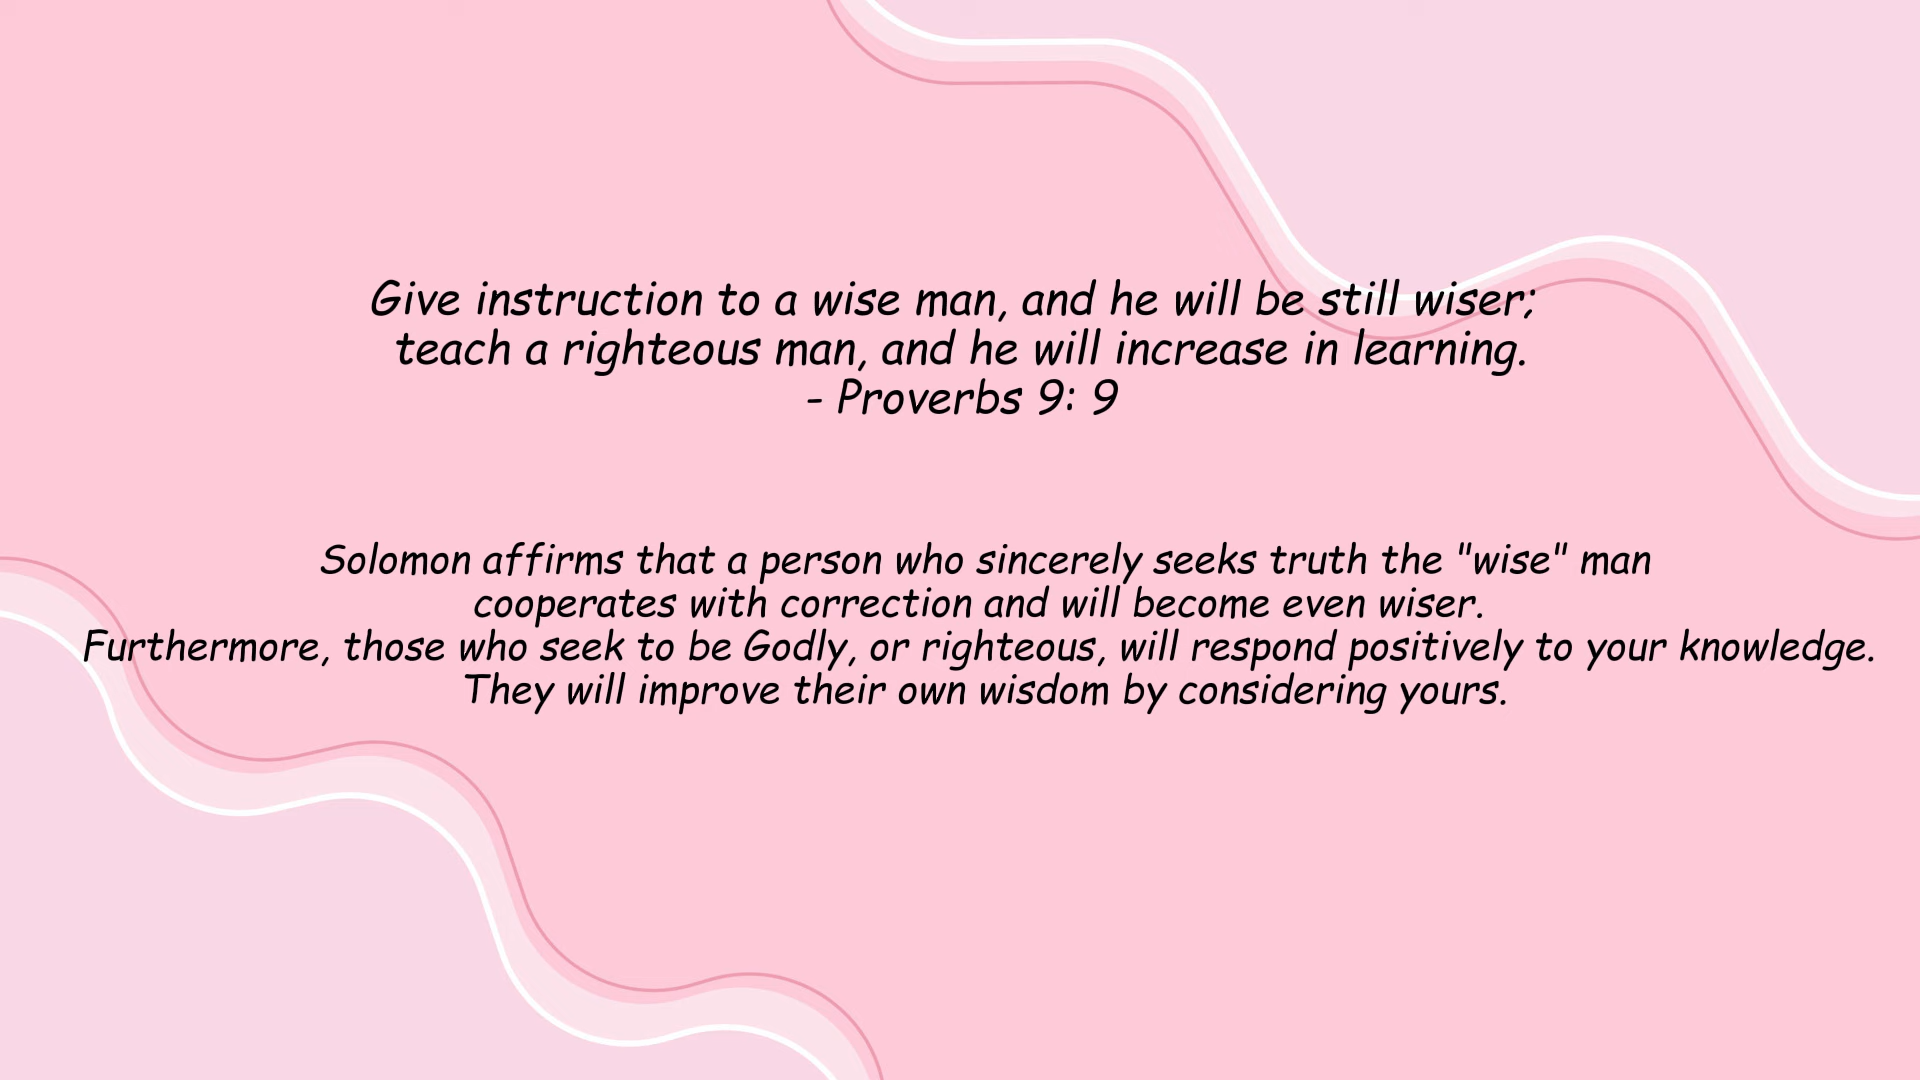 Give instruction to a wise man, and he will be still wiser;
teach a righteous man, and he will increase in learning.
- Proverbs 9: 9
Solomon affirms that a person who sincerely seeks truth the "wise" man
cooperates with correction and will become even wiser.
Furthermore, those who seek to be Godly, or righteous, will respond positively to your knowledge.
They will improve their own wisdom by considering yours.